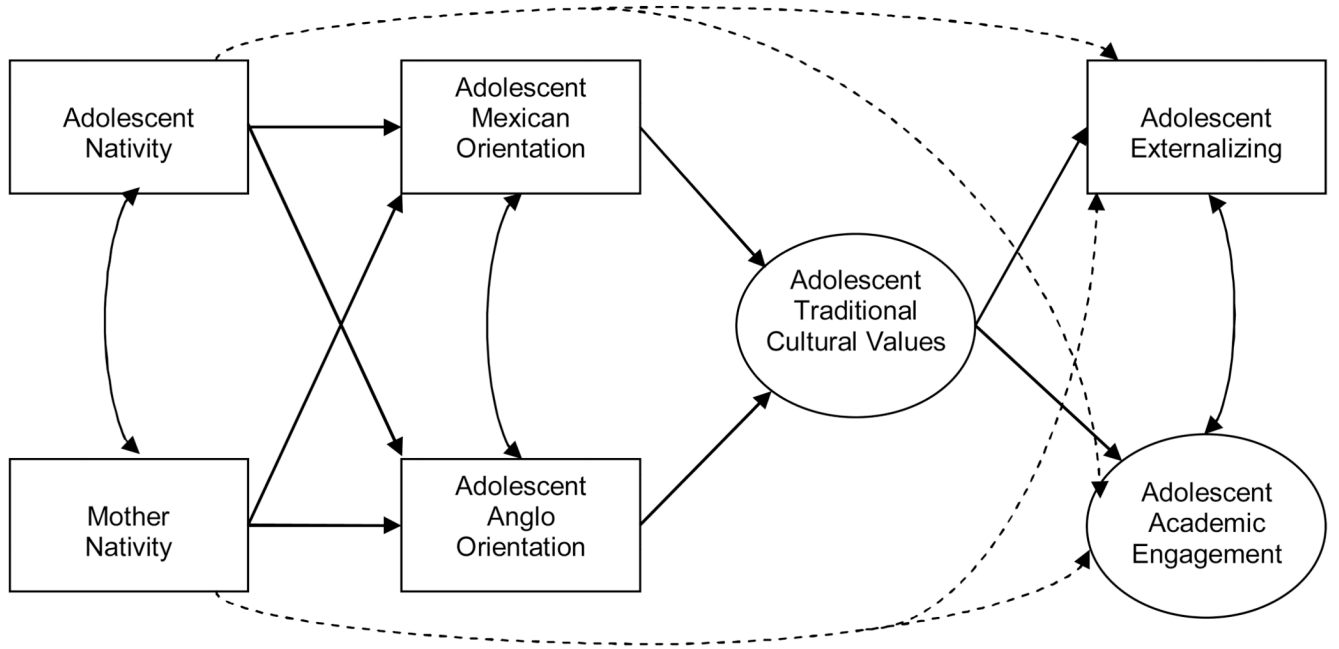 Adolescent
Nativity
Adolescent
Mexican
Orientation
Adolescent
Externalizing
Adolescent
Traditional
Cultural Values
Mother
Nativity
Adolescent
Anglo
Orientation
Adolescent
Academic
Engagement